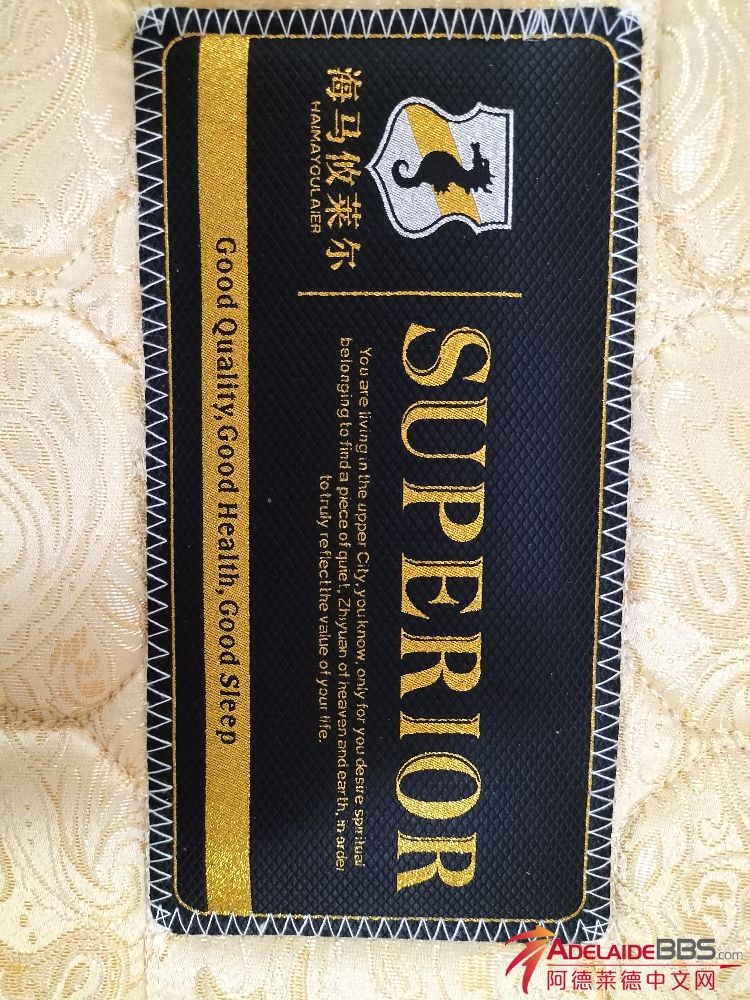 海马攸莱尔
HAIMAYOULAIER
SUPERIOR
You are living in the upper City, you know, only for you desire spiritual
belonging to find a piece of quiet, Zhiyuan of heaven and earth, in order
to truly reflect the value of your life.
Good Quality,Good Health,Good Sleep
ADELAIDEBBS.com
阿德莱德中文网